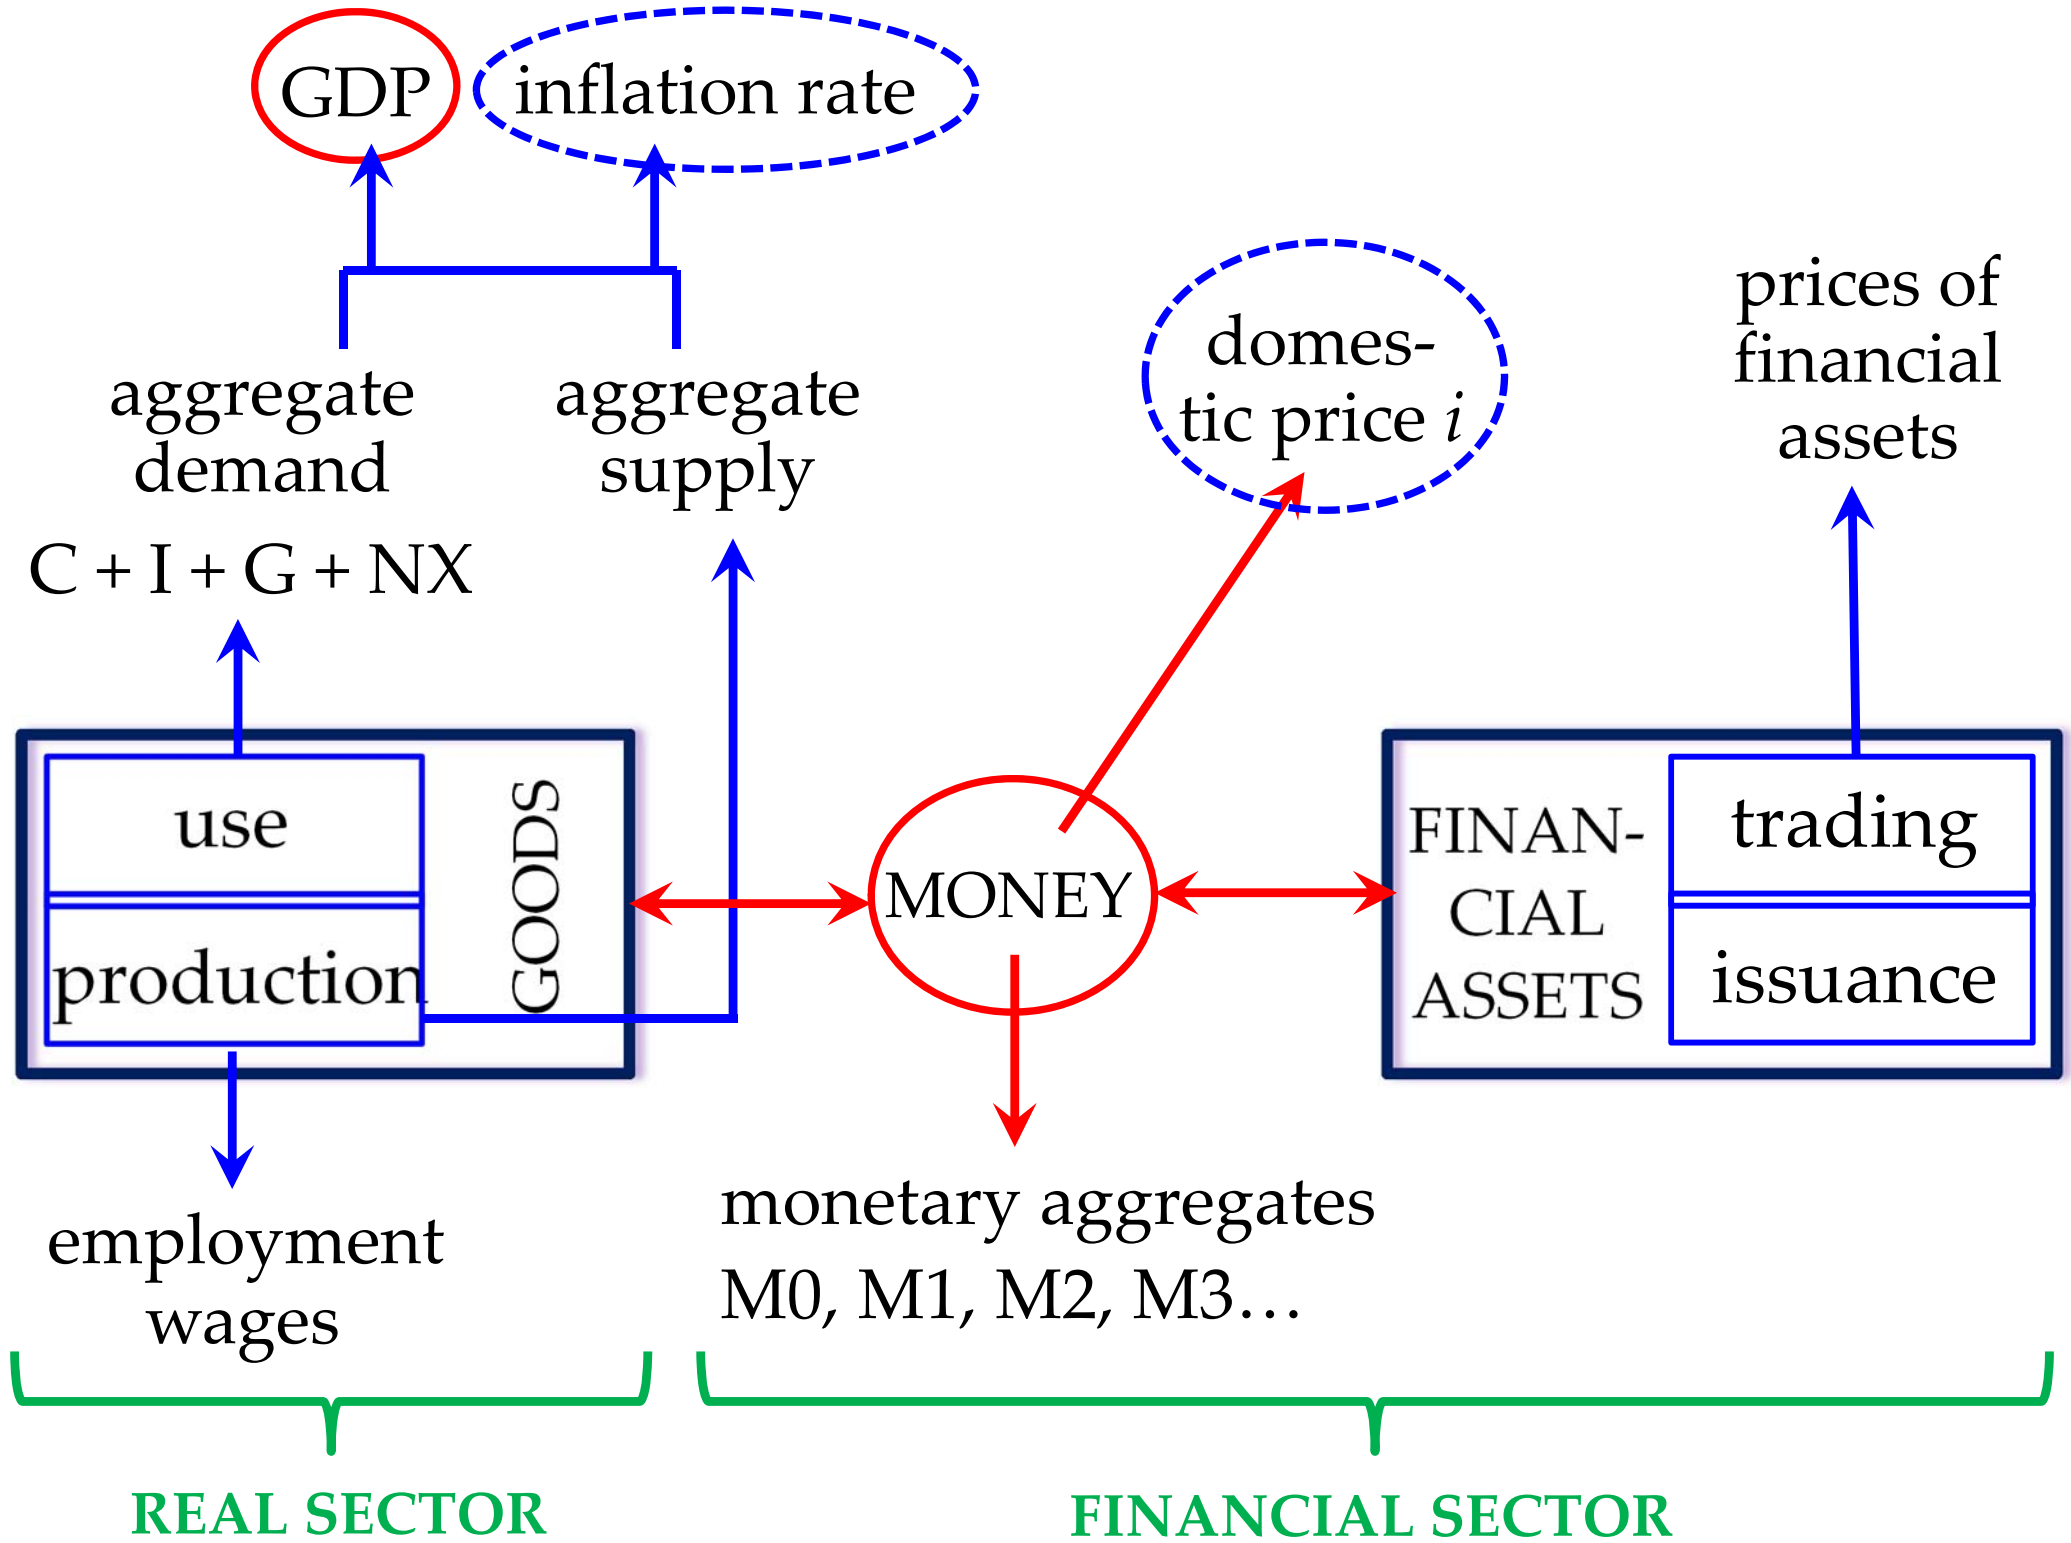 GDP
inflation rate
domes-
tic price i
prices of
financial
assets
aggregate
demand
C + I + G + NX
aggregate
supply
use
production
GOODS
MONEY
FINAN-
CIAL
ASSETS
trading
issuance
employment
wages
monetary aggregates
M0, M1, M2, M3…
REAL SECTOR
FINANCIAL SECTOR